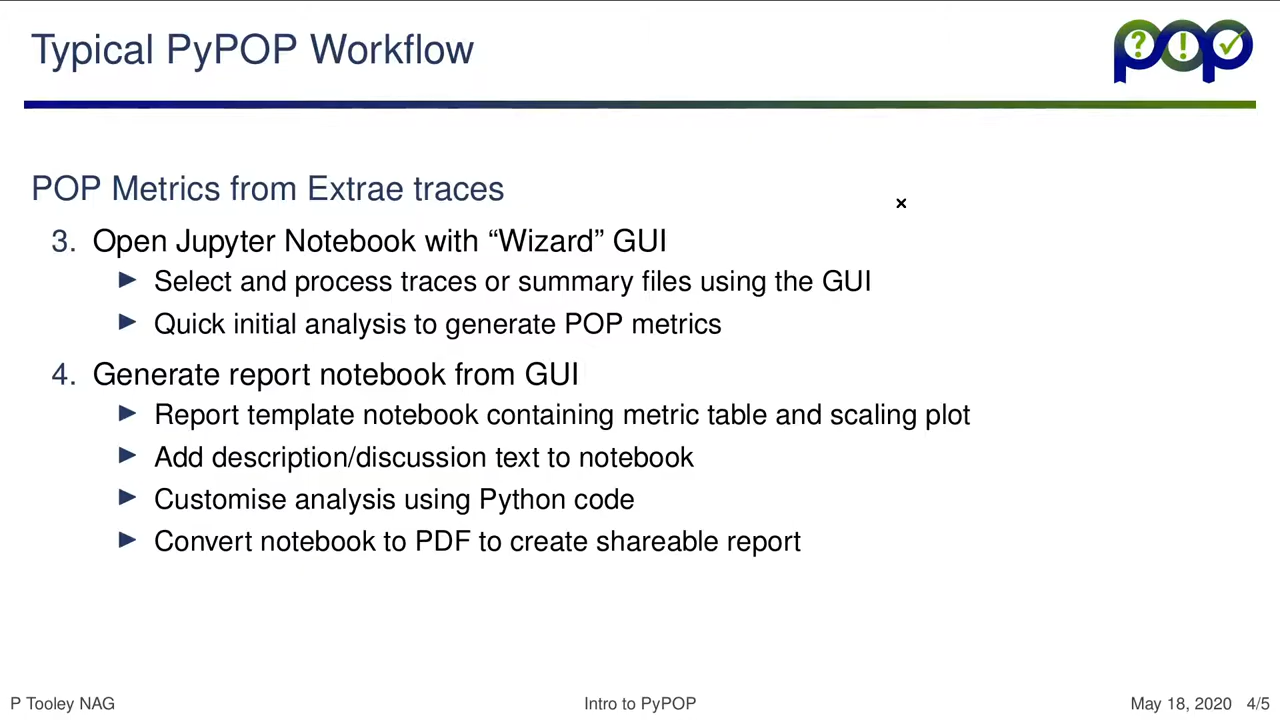 Typical PyPOP Workflow
pop
POP Metrics from Extrae traces
3. Open Jupyter Notebook with “Wizard” GUI
Select and process traces or summary files using the GUI
Quick initial analysis to generate POP metrics
4. Generate report notebook from GUI
Report template notebook containing metric table and scaling plot
Add description/discussion text to notebook
Customise analysis using Python code
Convert notebook to PDF to create shareable report
P Tooley NAG
Intro to PyPOP
May 18, 2020 4/5